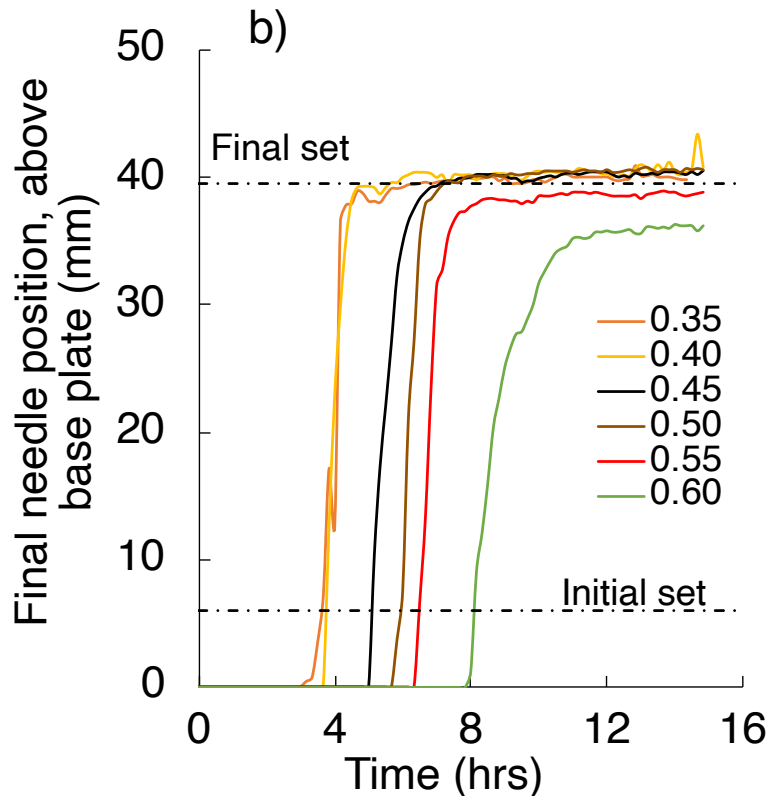 b)
50
40
30
20
10
0
Final needle position, above
base plate (mm)
Final set
0.35
0.40
0.45
0.50
0.55
0.60
Initial set
0 4 8 12 16
Time (hrs)